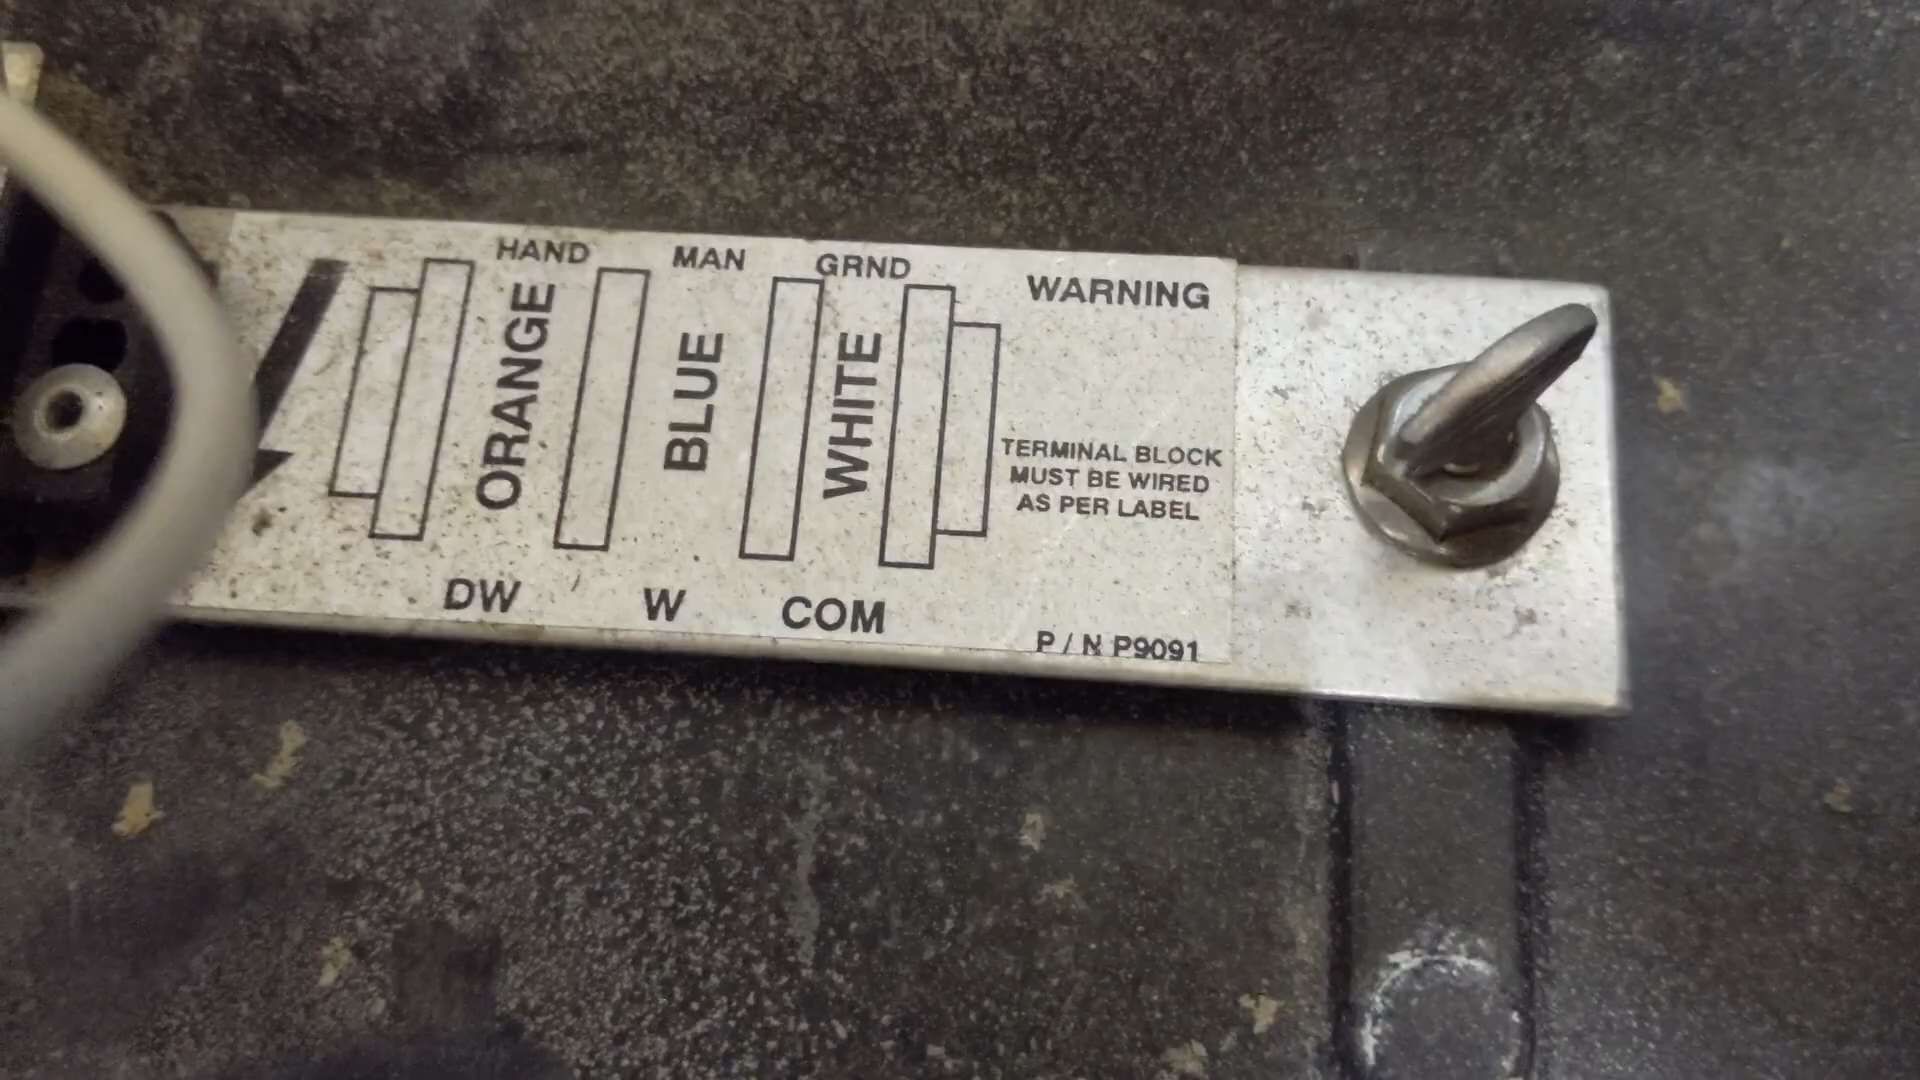 HAND MAN GRND
WARNING
ORANGE
BLUE
WHITE
TERMINAL BLOCK
MUST BE WIRED
AS PER LABEL
DW W COM
P / N P9091